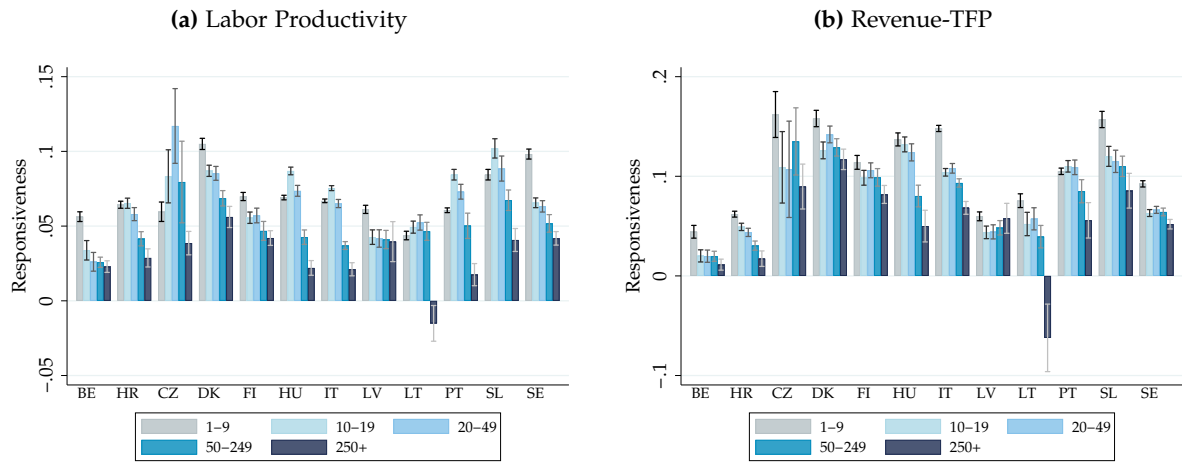 (a) Labor Productivity
Responsiveness
.15
.1
.05
0
-.05
BE HR CZ DK FI HU IT LV LT PT SL SE
1-9 10-19 20-49
50-249 250+
(b) Revenue-TFP
Responsiveness
.2
.1
0
-.1
BE HR CZ DK FI HU IT LV LT PT SL SE
1-9 10-19 20-49
50-249 250+